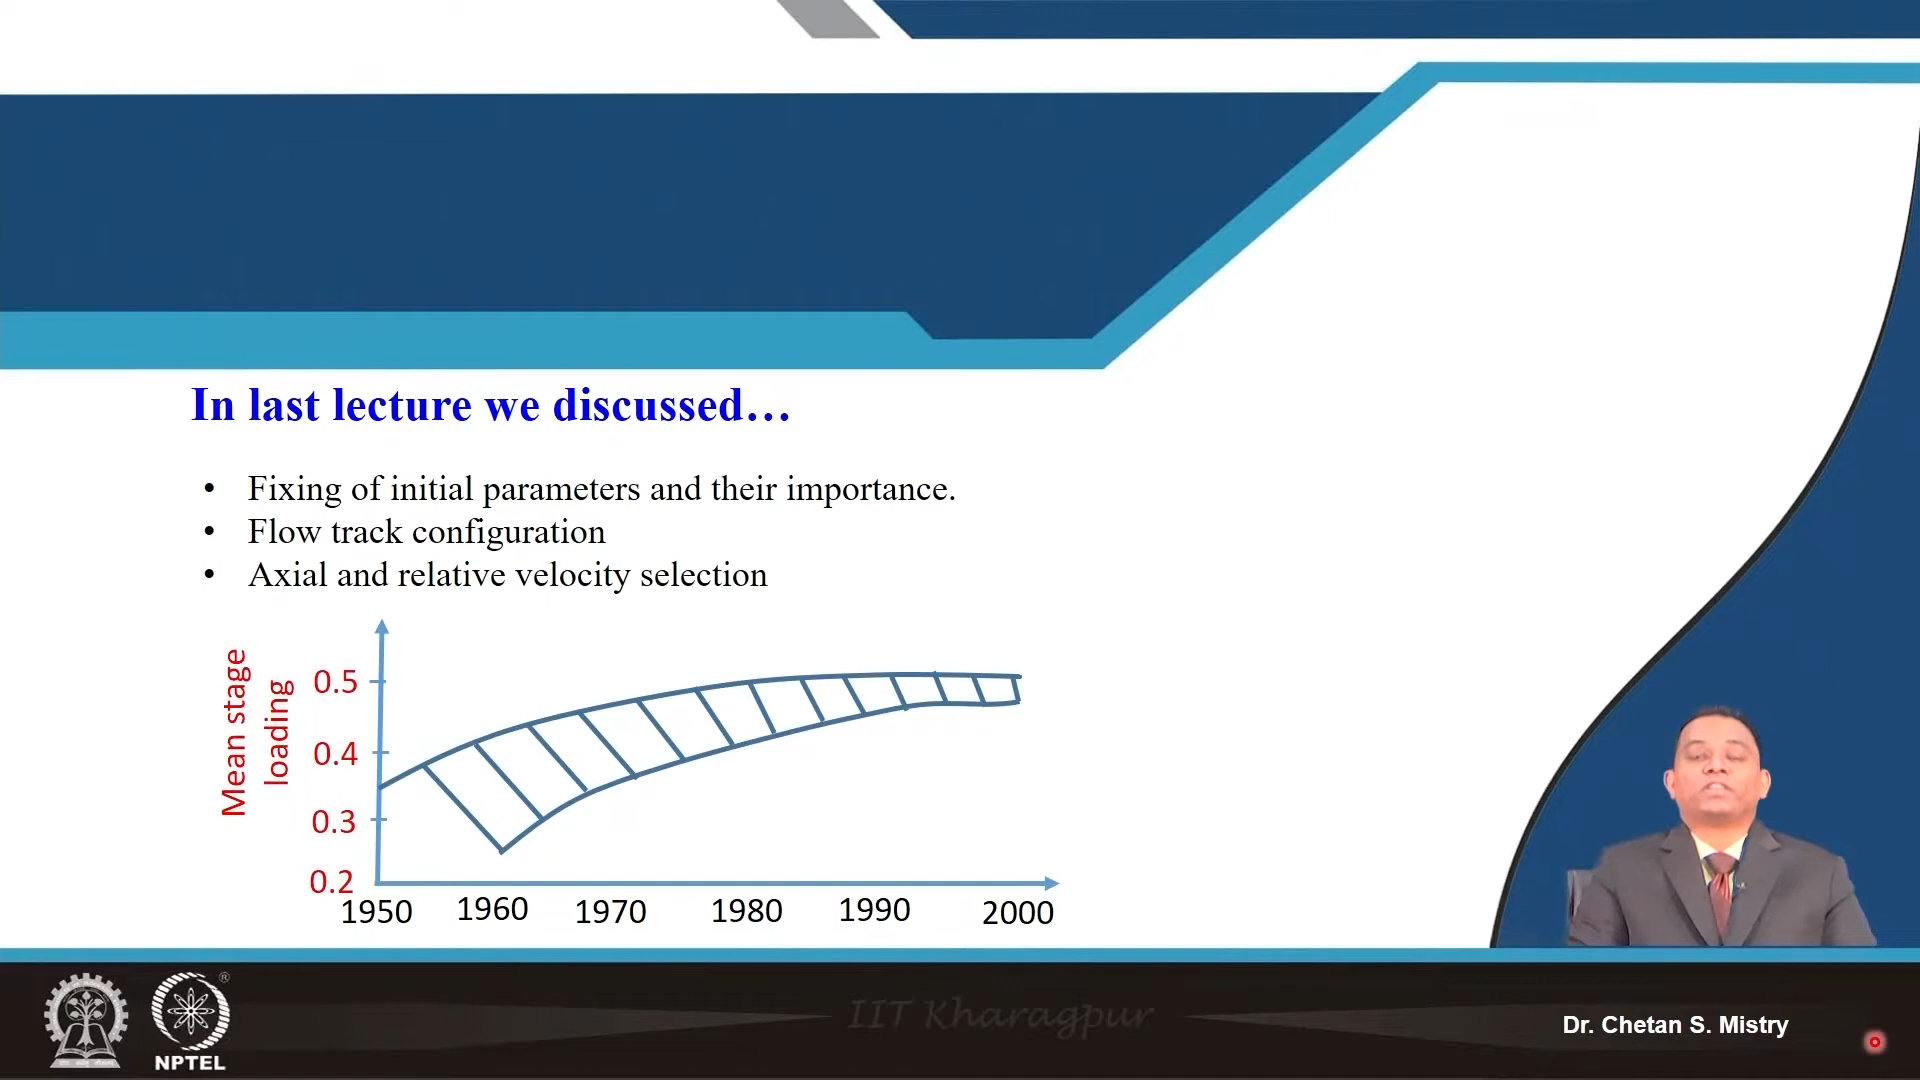 In last lecture we discussed…
• Fixing of initial parameters and their importance.
• Flow track configuration
• Axial and relative velocity selection
Mean stage
loading
0.5
0.4
0.3
0.2
1950 1960 1970 1980 1990 2000
IIT Kharagpur
Dr. Chetan S. Mistry
®
NPTEL